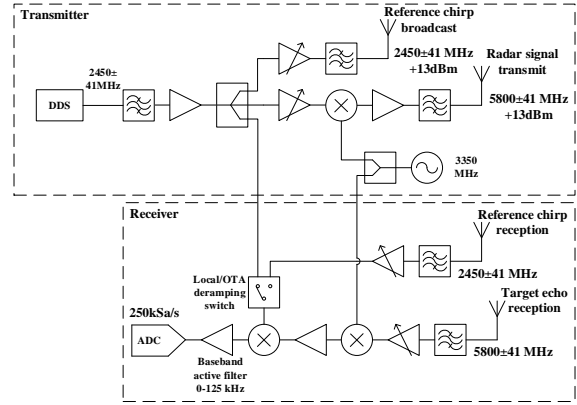 Transmitter
Reference chirp
broadcast
2450±41 MHz
+13dBm
Radar signal
transmit
2450±
41MHz
DDS
5800±41 MHz
+13dBm
3350
MHz
Receiver
Reference chirp
reception
Local/OTA
deramping
switch
2450±41 MHz
Target echo
reception
250kSa/s
ADC
Baseband
active filter
0-125 kHz
5800±41 MHz